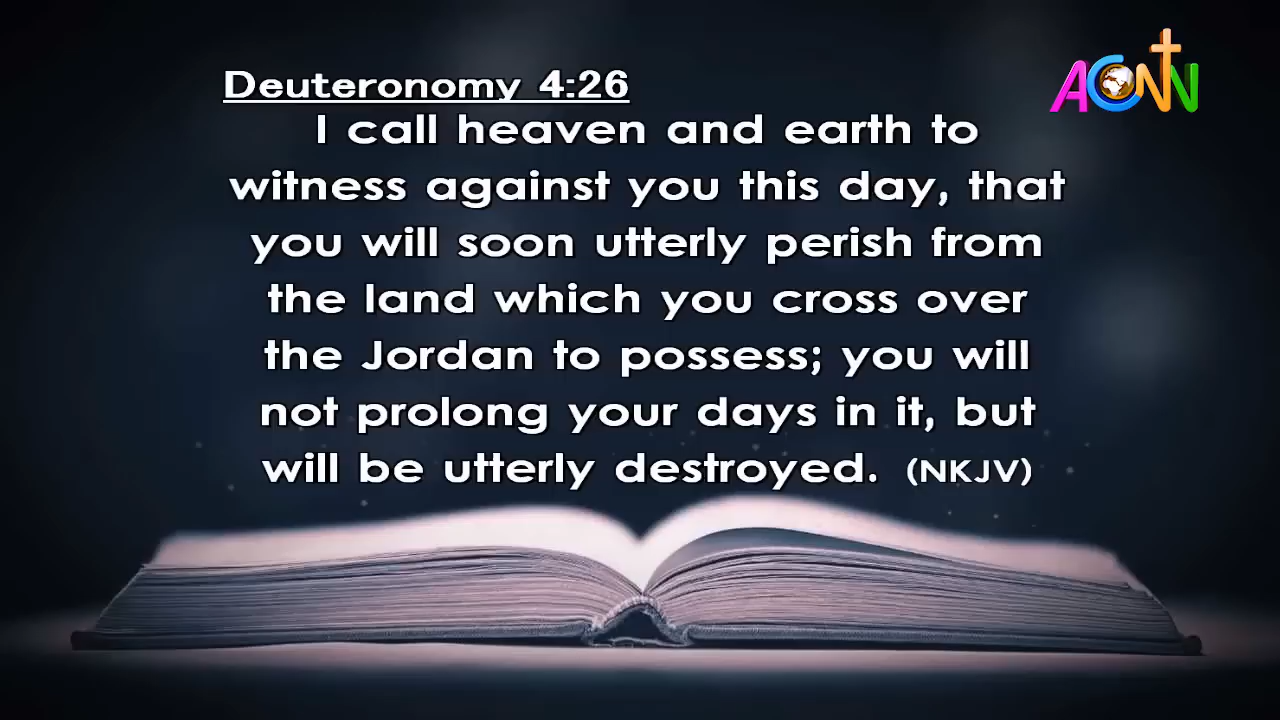 Deuteronomy 4:26
ACNN
I call heaven and earth to
witness against you this day, that
you will soon utterly perish from
the land which you cross over
the Jordan to possess; you will
not prolong your days in it, but
will be utterly destroyed. (NKJV)